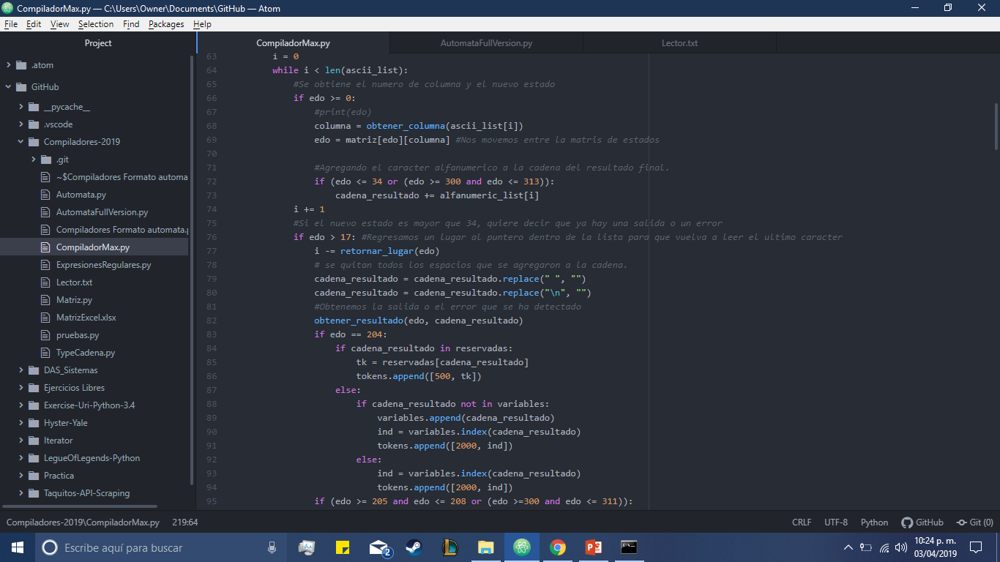 CompiladorMax.py — C:\Users\Owner\Documents\GitHub — Atom
File Edit View Selection Find Packages Help
Project
.atom
GitHub
__pycache__
.vscode
Compiladores-2019
.git
~$Compiladores Formato automa
Automata.py
AutomataFullVersion.py
Compiladores Formato automata.p
CompiladorMax.py
ExpresionesRegulares.py
Lector.txt
Matriz.py
MatrizExcel.xlsx
pruebas.py
TypeCadena.py
DAS_Sistemas
Ejercicios Libres
Exercise-Uri-Python-3.4
Hyster-Yale
Iterator
LegueOfLegends-Python
Practica
Taquitos-API-Scraping
CompiladorMax.py AutomataFullVersion.py Lector.txt
63 i = 0
64 while i < len(ascii_list):
65 #Se obtiene el numero de columna y el nuevo estado
66 if edo >= 0:
67 #print(edo)
68 columna = obtener_columna(ascii_list[i])
69 edo = matriz[edo][columna] #Nos movemos entre la matris de estados
70
71 #Agregando el caracter alfanumerico a la cadena del resultado final.
72 if (edo <= 34 or (edo >= 300 and edo <= 313)):
73 cadena_resultado += alfanumeric_list[i]
74 i += 1
75 #Si el nuevo estado es mayor que 34, quiere decir que ya hay una salida o un error
76 if edo > 17: #Regresamos un lugar al puntero dentro de la lista para que vuelva a leer el ultimo caracter
77 i -= retornar_lugar(edo)
78 # se quitan todos los espacios que se agregaron a la cadena.
79 cadena_resultado = cadena_resultado.replace(" ", "")
80 cadena_resultado = cadena_resultado.replace("\n", "")
81 #Obtenemos la salida o el error que se ha detectado
82 obtener_resultado(edo, cadena_resultado)
83 if edo == 204:
84 if cadena_resultado in reservadas:
85 tk = reservadas[cadena_resultado]
86 tokens.append([500, tk])
87 else:
88 if cadena_resultado not in variables:
89 variables.append(cadena_resultado)
90 ind = variables.index(cadena_resultado)
91 tokens.append([2000, ind])
92 else:
93 ind = variables.index(cadena_resultado)
94 tokens.append([2000, ind])
95 if (edo >= 205 and edo <= 208 or (edo >=300 and edo <= 311)):
Compiladores-2019\CompiladorMax.py 219:64 CRLF UTF-8 Python GitHub Git (0)
Escribe aquí para buscar
2
10:24 p. m.
03/04/2019